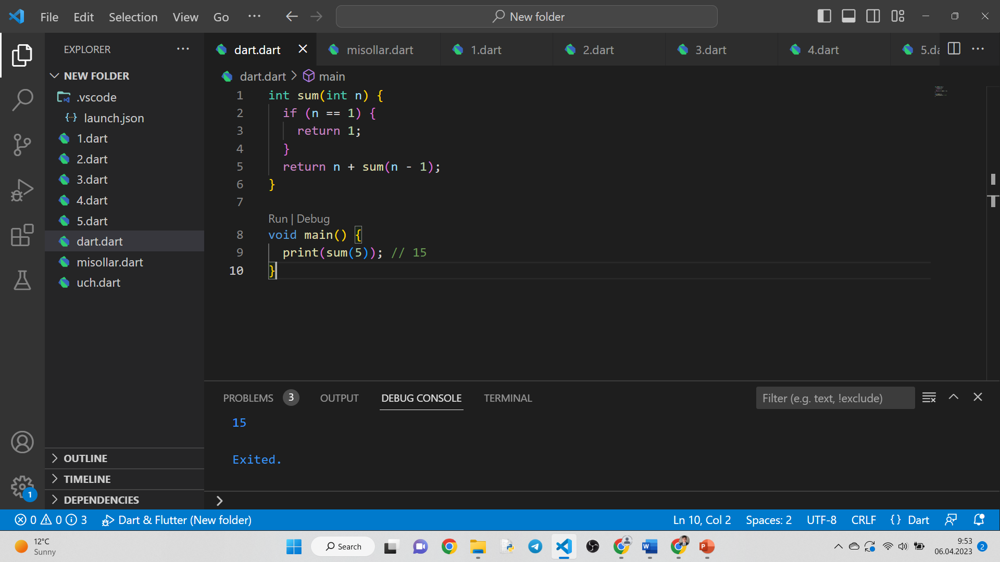 File Edit Selection View Go ··· New folder
EXPLORER ···
dart.dart misollar.dart 1.dart 2.dart 3.dart 4.dart 5.da ···
NEW FOLDER
.vscode
launch.json
1.dart
2.dart
3.dart
4.dart
5.dart
dart.dart
misollar.dart
uch.dart
OUTLINE
TIMELINE
DEPENDENCIES
1
dart.dart > main
1 int sum(int n) {
2 if (n == 1) {
3 return 1;
4 }
5 return n + sum(n - 1);
6 }
7
Run | Debug
8 void main() {
9 print(sum(5)); // 15
10 }
PROBLEMS 3 OUTPUT DEBUG CONSOLE TERMINAL Filter (e.g. text, !exclude)
15
Exited.
>
0 0 3 Dart & Flutter (New folder) Ln 10, Col 2 Spaces: 2 UTF-8 CRLF {} Dart
12°C
Sunny
Search
W
P
9:53
06.04.2023
2